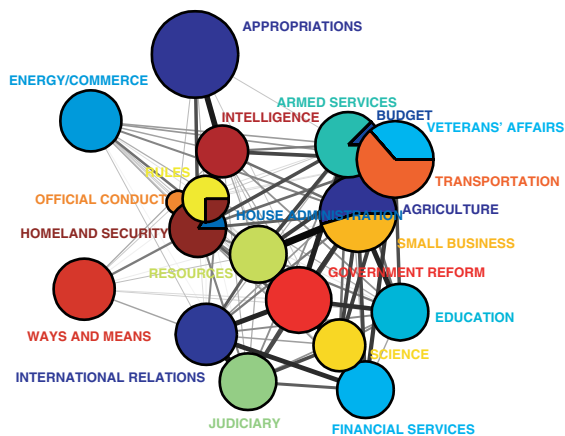 APPROPRIATIONS
ENERGY/COMMERCE
ARMED SERVICES
BUDGET
INTELLIGENCE
VETERANS’ AFFAIRS
RULES
TRANSPORTATION
OFFICIAL CONDUCT
AGRICULTURE
HOUSE ADMINISTRATION
HOMELAND SECURITY
SMALL BUSINESS
RESOURCES
GOVERNMENT REFORM
EDUCATION
WAYS AND MEANS
SCIENCE
INTERNATIONAL RELATIONS
JUDICIARY
FINANCIAL SERVICES